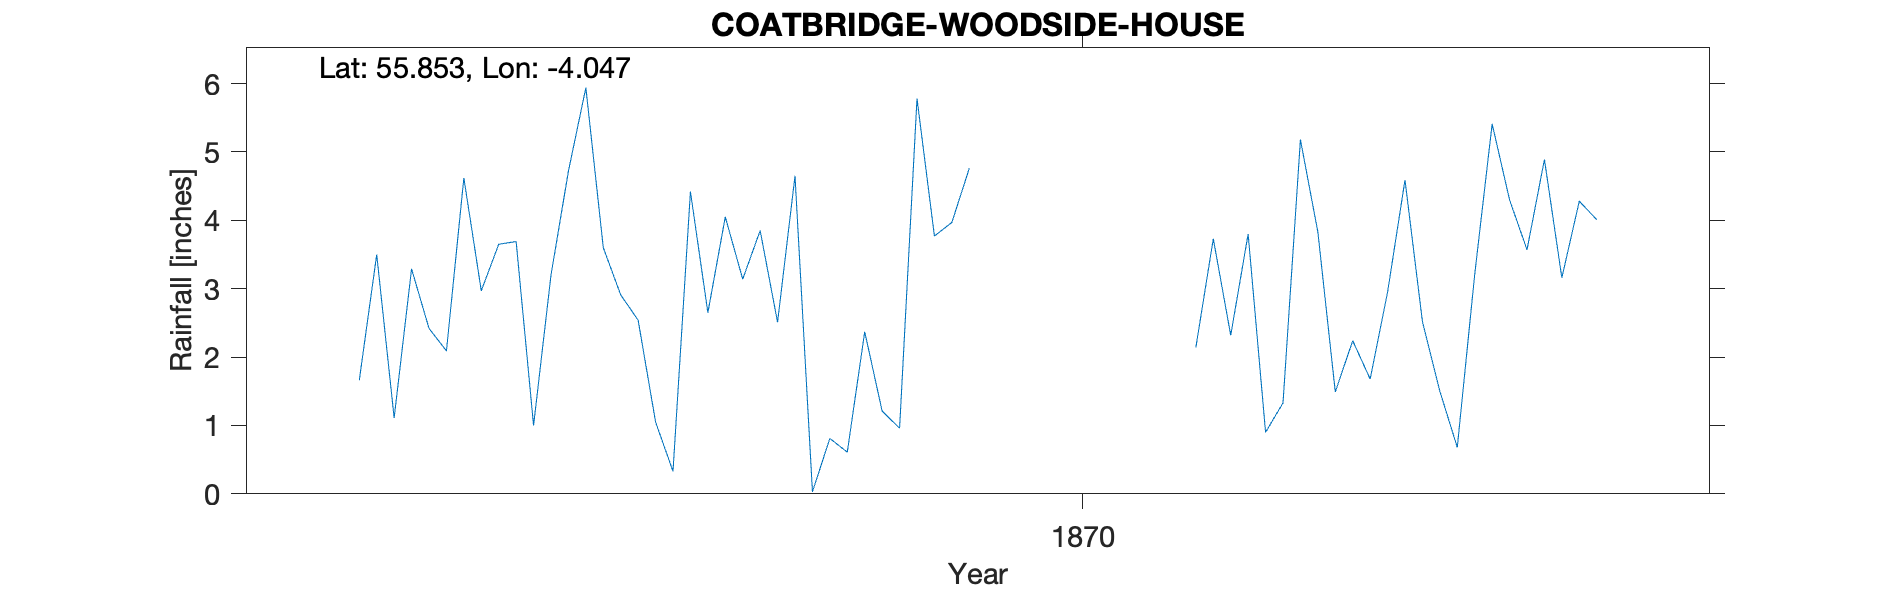 COATBRIDGE-WOODSIDE-HOUSE
Lat: 55.853, Lon: -4.047
Rainfall [inches]
6
5
4
3
2
1
0
1870
Year